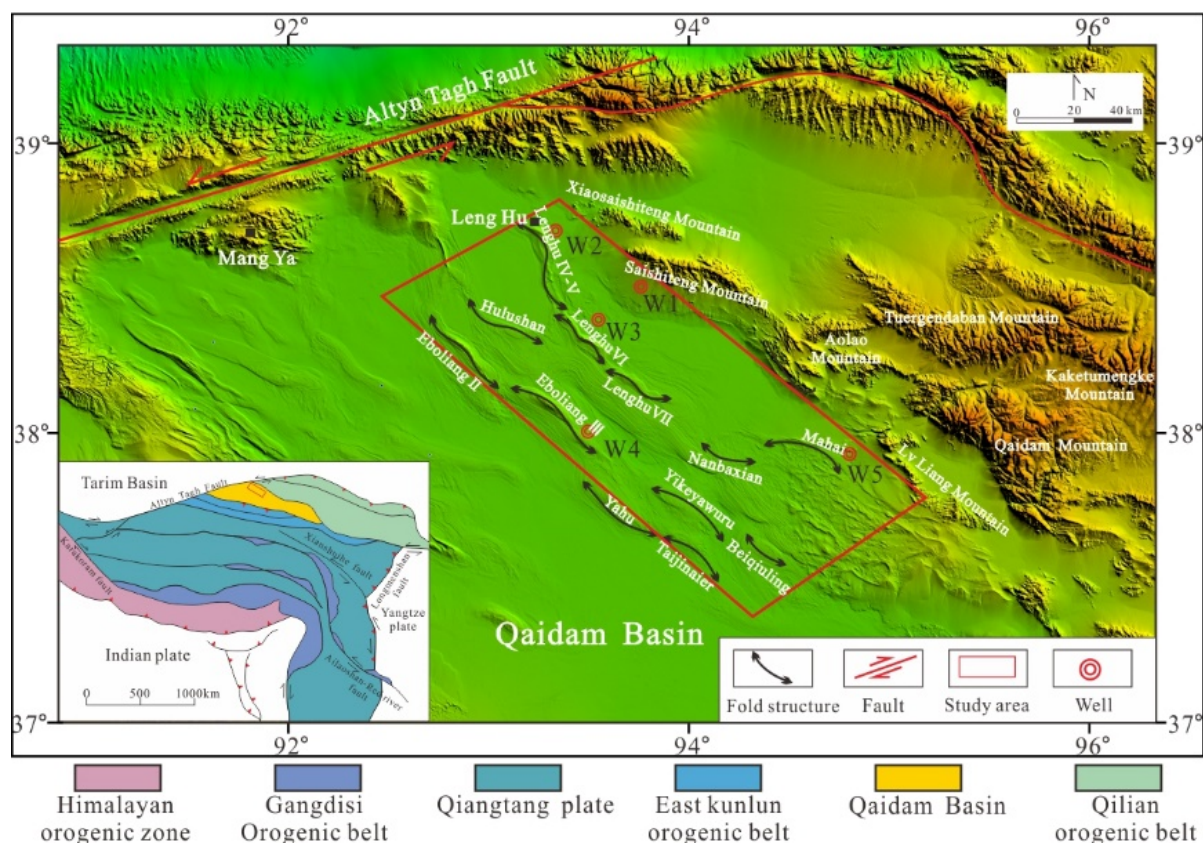 92°
94°
96°
39°
39°
38°
38°
37°
37°
92°
94°
96°
Altyn Tagh Fault
N
0 20 40 km
Xiaosaishiteng Mountain
Leng Hu
Lenghu IV-V
W2
Mang Ya
Saishiteng Mountain
W1
W3
Hulushan
Lenghu VI
Tuergendaban Mountain
Aolao
Mountain
Eboliang II
Lenghu VII
Kaketumengke
Mountain
Eboliang III
W4
Mahai
W5
Nanbaxian
Qaidam Mountain
Lv Liang Mountain
Yikeyawuru
Yahu
Beiqiuling
Taijinaier
Qaidam Basin
Tarim Basin
Altyn Tagh Fault
Karakoram fault
Xianshuihe fault
Longmenshan
fault
Yangtze
plate
Indian plate
Ailaoshan-Red river
fault
0 500 1000km
Fold structure
Fault
Study area
Well
Himalayan
orogenic zone
Gangdisi
Orogenic belt
Qiangtang plate
East kunlun
orogenic belt
Qaidam Basin
Qilian
orogenic belt